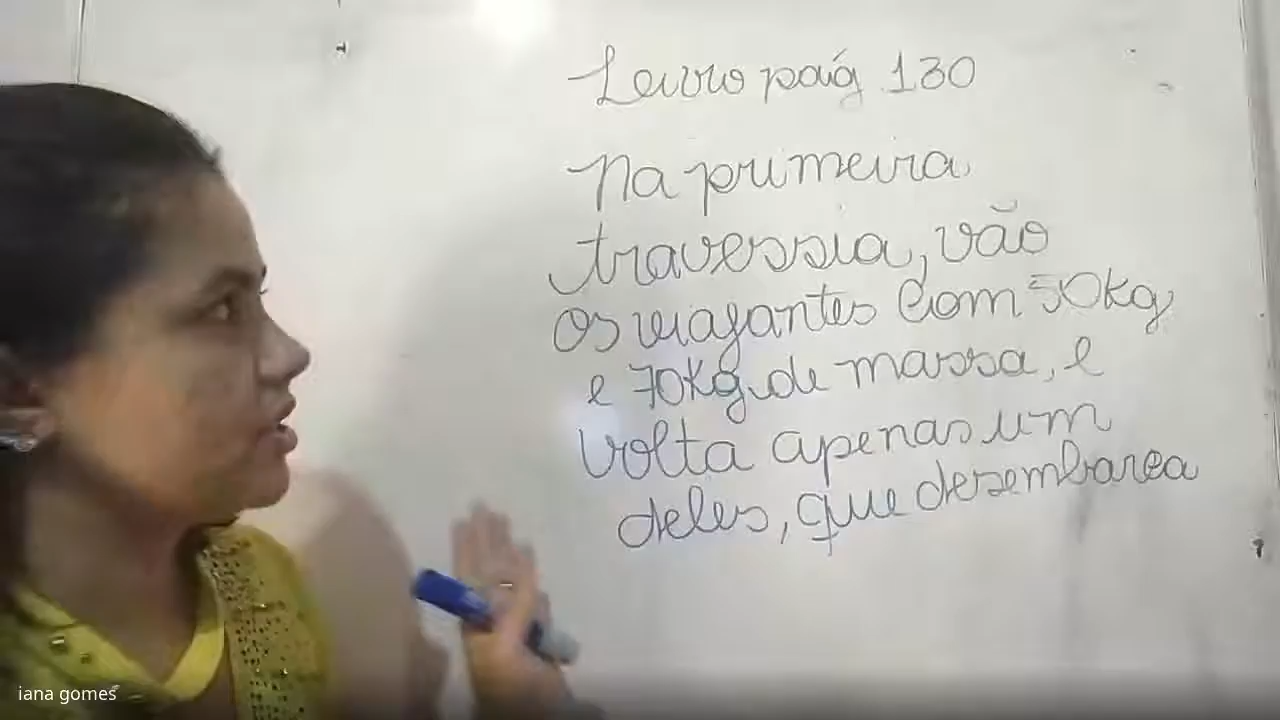 Livro pág 130
Na primeira
travessia, vão
os viajantes com 50kg
e 70kg de massa, e
volta apenas um
deles, que desembarca
iana gomes